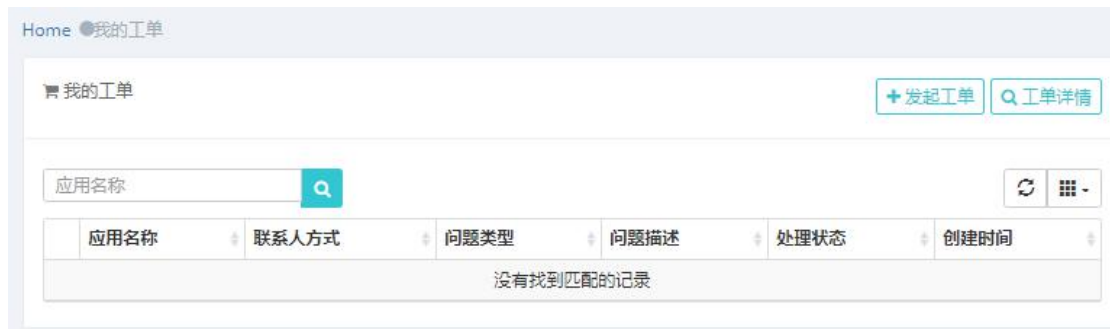 Home 我的工单
我的工单
发起工单 工单详情
应用名称
应用名称 联系人方式 问题类型 问题描述 处理状态 创建时间
没有找到匹配的记录